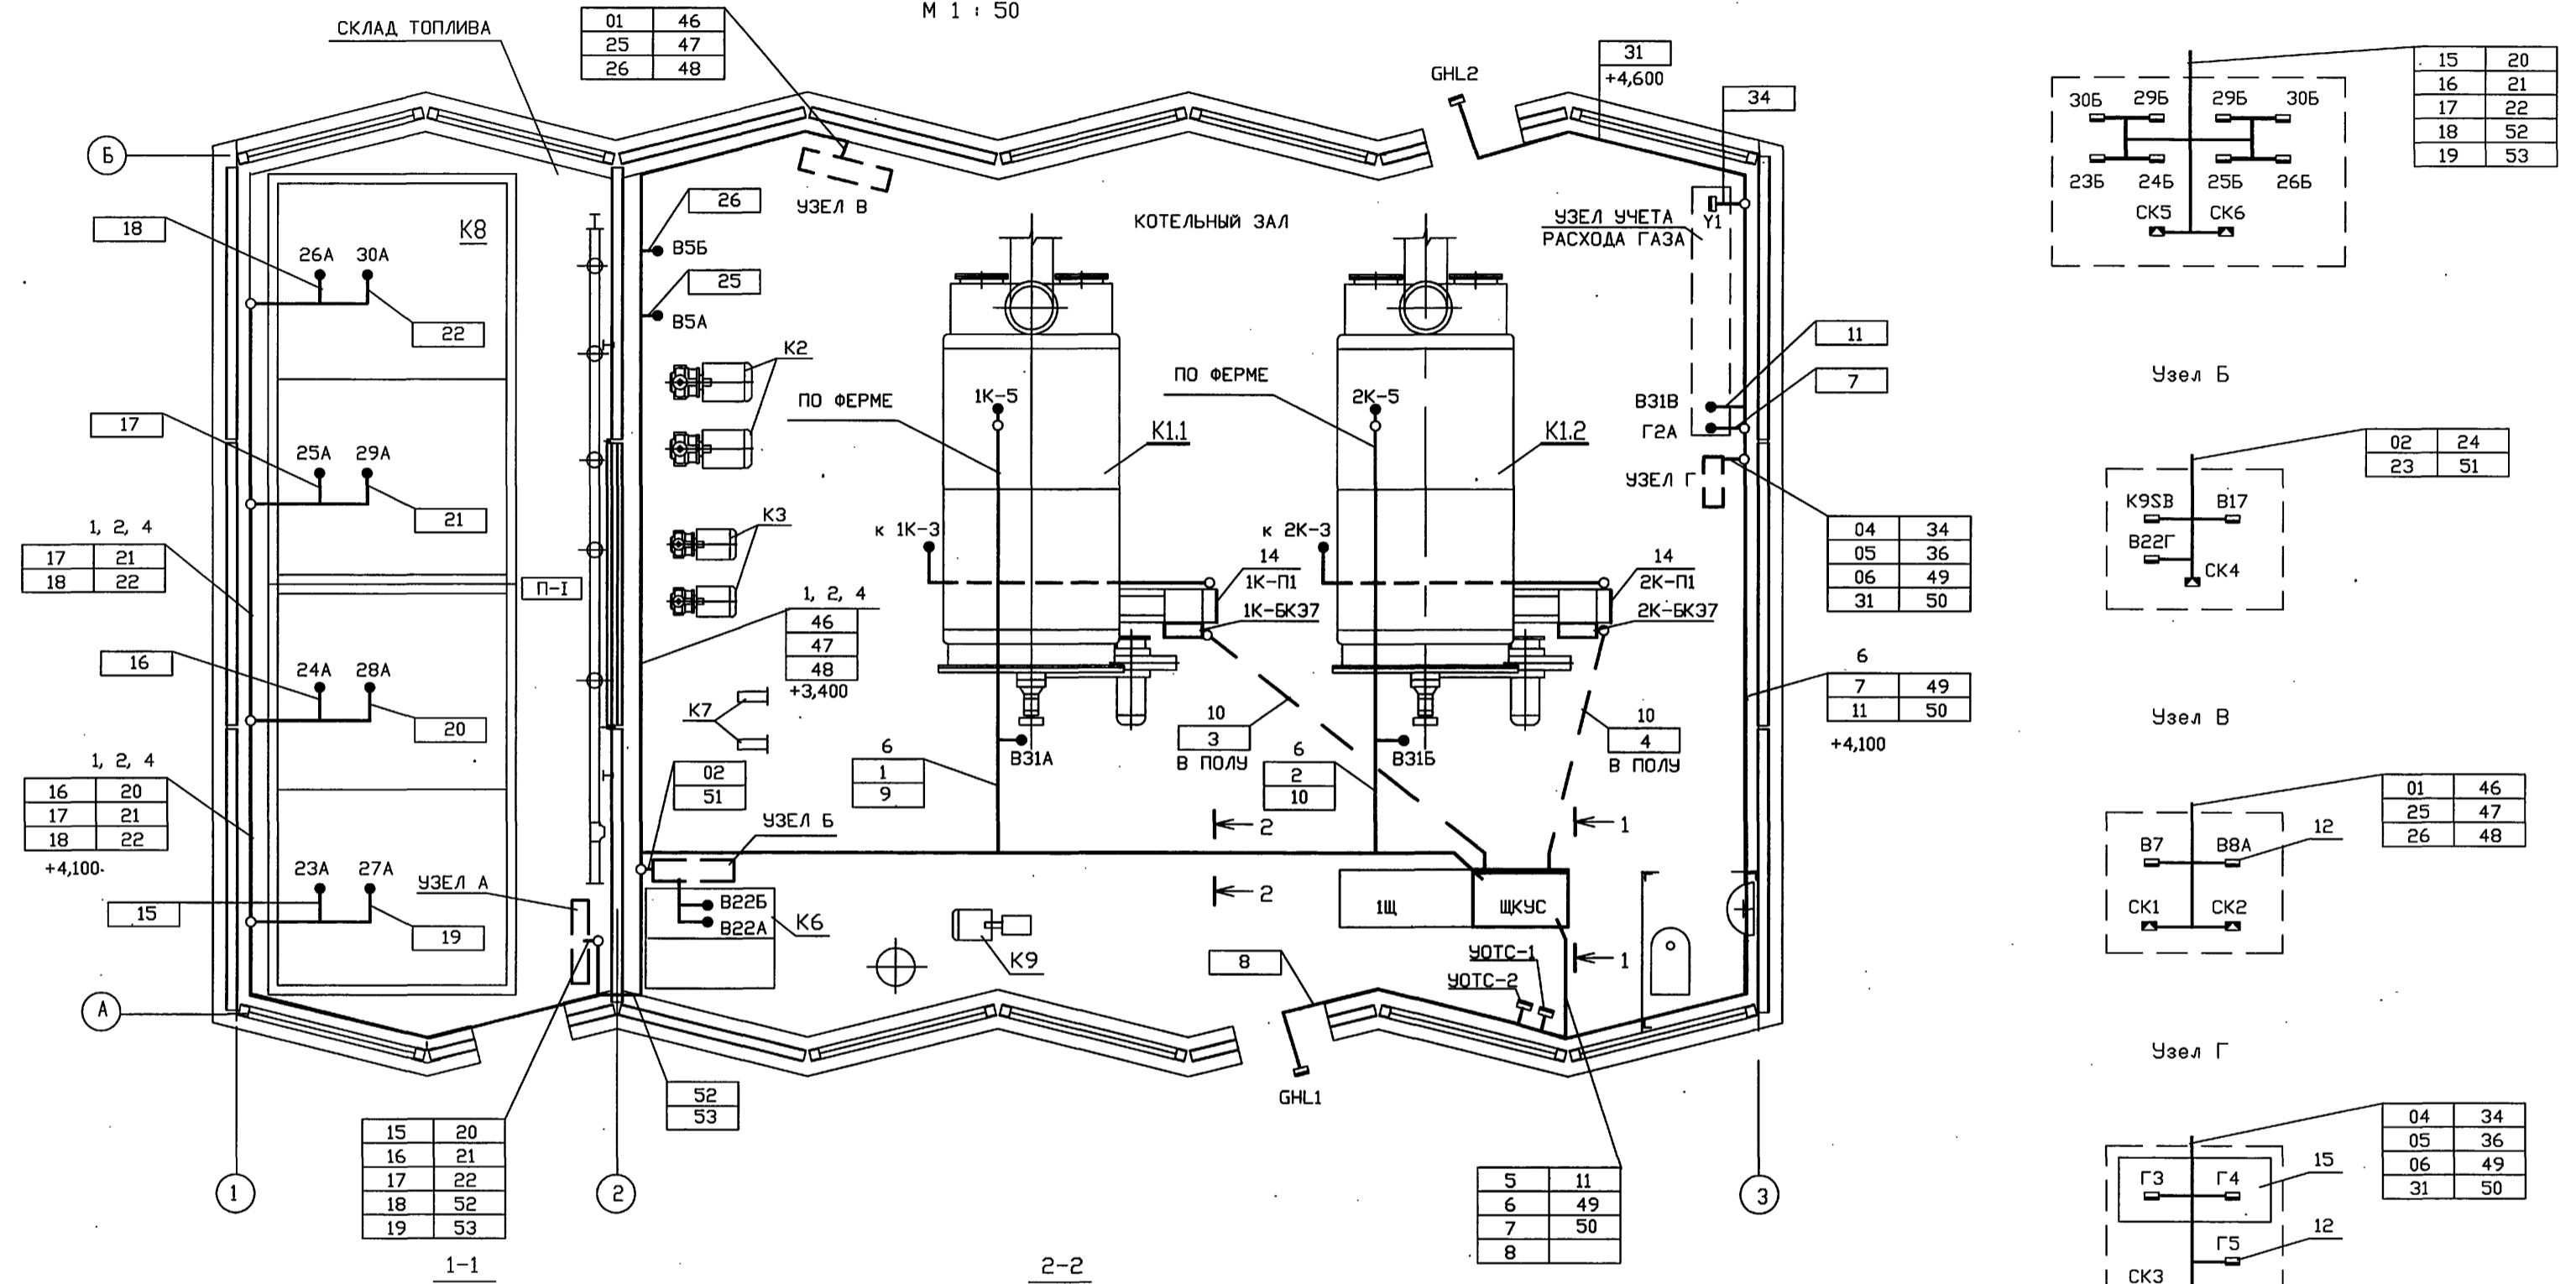 М 1 : 50
СКЛАД ТОПЛИВА
01 46
25 47
26 48
31
+4,600
GHL2
34
15 20
16 21
17 22
18 52
19 53
30Б 29Б 29Б 30Б
23Б 24Б 25Б 26Б
СК5 СК6
Б
УЗЕЛ В
КОТЕЛЬНЫЙ ЗАЛ
УЗЕЛ УЧЕТА
РАСХОДА ГАЗА
Y1
18
К8
26А 30А
22
26
В5Б
25
В5А
К2
ПО ФЕРМЕ
ПО ФЕРМЕ
1К-5
2К-5
К1.1
К1.2
В31В
Г2А
11
7
УЗЕЛ Г
Узел Б
02 24
23 51
К9SB В17
В22Г
СК4
17
25А 29А
21
1, 2, 4
17 21
18 22
П-I
К3
к 1К-3
к 2К-3
14
1К-П1
1К-БКЭ7
14
2К-П1
2К-БКЭ7
04 34
05 36
06 49
31 50
1, 2, 4
46
47
48
+3,400
16
24А 28А
20
К7
6
7 49
11 50
+4,100
Узел В
10
3
В ПОЛУ
10
4
В ПОЛУ
В31А
В31Б
6
1
9
6
2
10
02
51
1, 2, 4
16 20
17 21
18 22
+4,100
01 46
25 47
26 48
В7 В8А
12
СК1 СК2
УЗЕЛ Б
2
1
2
1
23А 27А
15
19
УЗЕЛ А
В22Б
В22А
К6
К9
1Щ
ЩКУС
8
УОТС-1
УОТС-2
А
GHL1
52
53
Узел Г
15 20
16 21
17 22
18 52
19 53
1
2
3
5 11
6 49
7 50
8
04 34
05 36
06 49
31 50
15
Г3 Г4
12
Г5
СК3
1-1
2-2